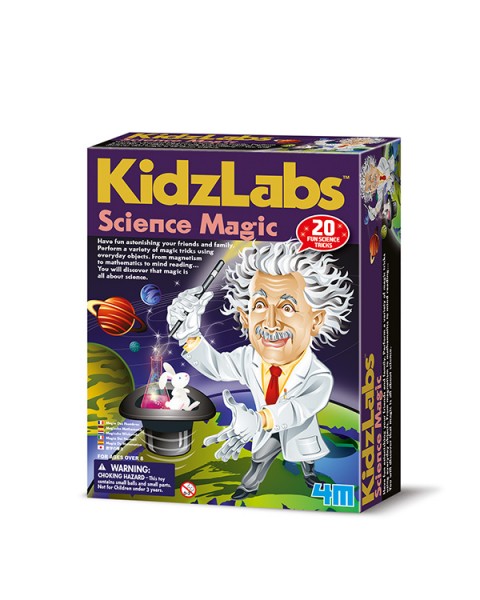 KidzLabs™
Science Magic
Have fun astonishing your friends and family.
Perform a variety of magic tricks using
everyday objects. From magnetism
to mathematics to mind reading...
You will discover that magic is
all about science.
20
FUN SCIENCE
TRICKS
FOR AGES OVER 8
WARNING:
CHOKING HAZARD - This toy
contains small balls and small parts.
Not for Children under 3 years.
4M
KidzLabs
Science Magic